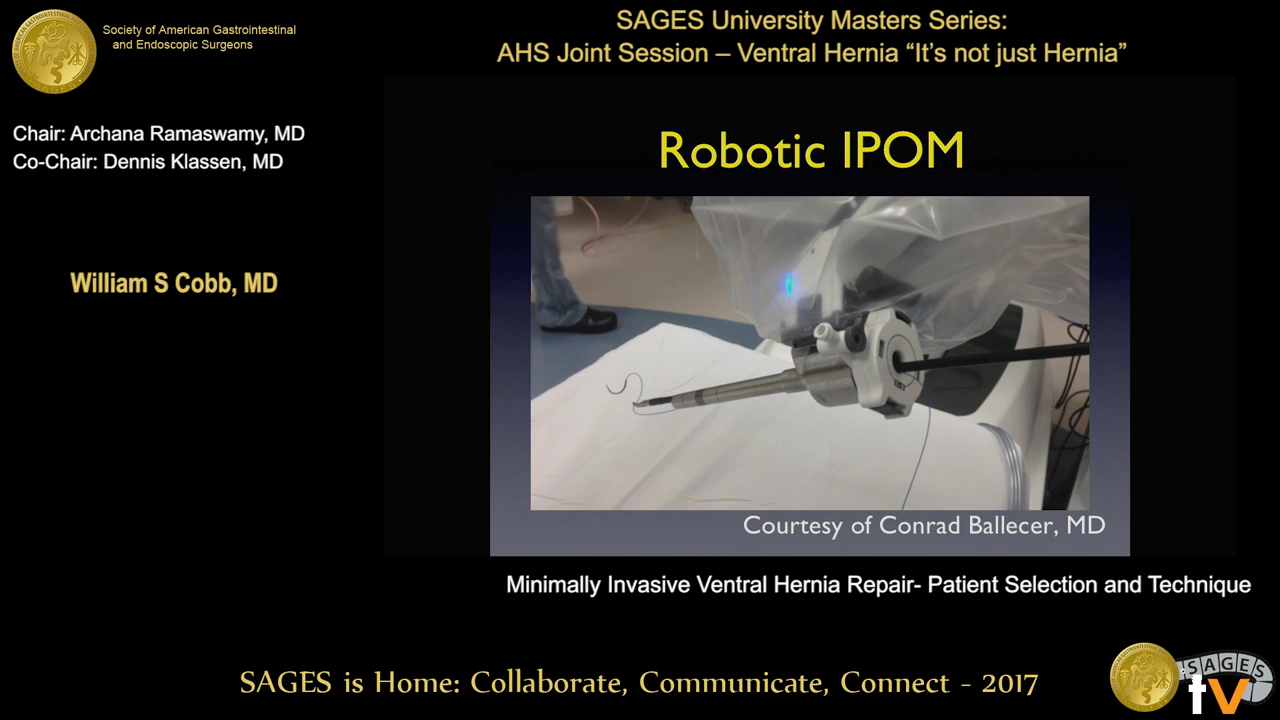 Society of American Gastrointestinal
and Endoscopic Surgeons
SAGES University Masters Series:
AHS Joint Session – Ventral Hernia “It’s not just Hernia”
Chair: Archana Ramaswamy, MD
Co-Chair: Dennis Klassen, MD
William S Cobb, MD
Robotic IPOM
Courtesy of Conrad Ballecer, MD
Minimally Invasive Ventral Hernia Repair- Patient Selection and Technique
SAGES is Home: Collaborate, Communicate, Connect - 2017
SAGES
tv